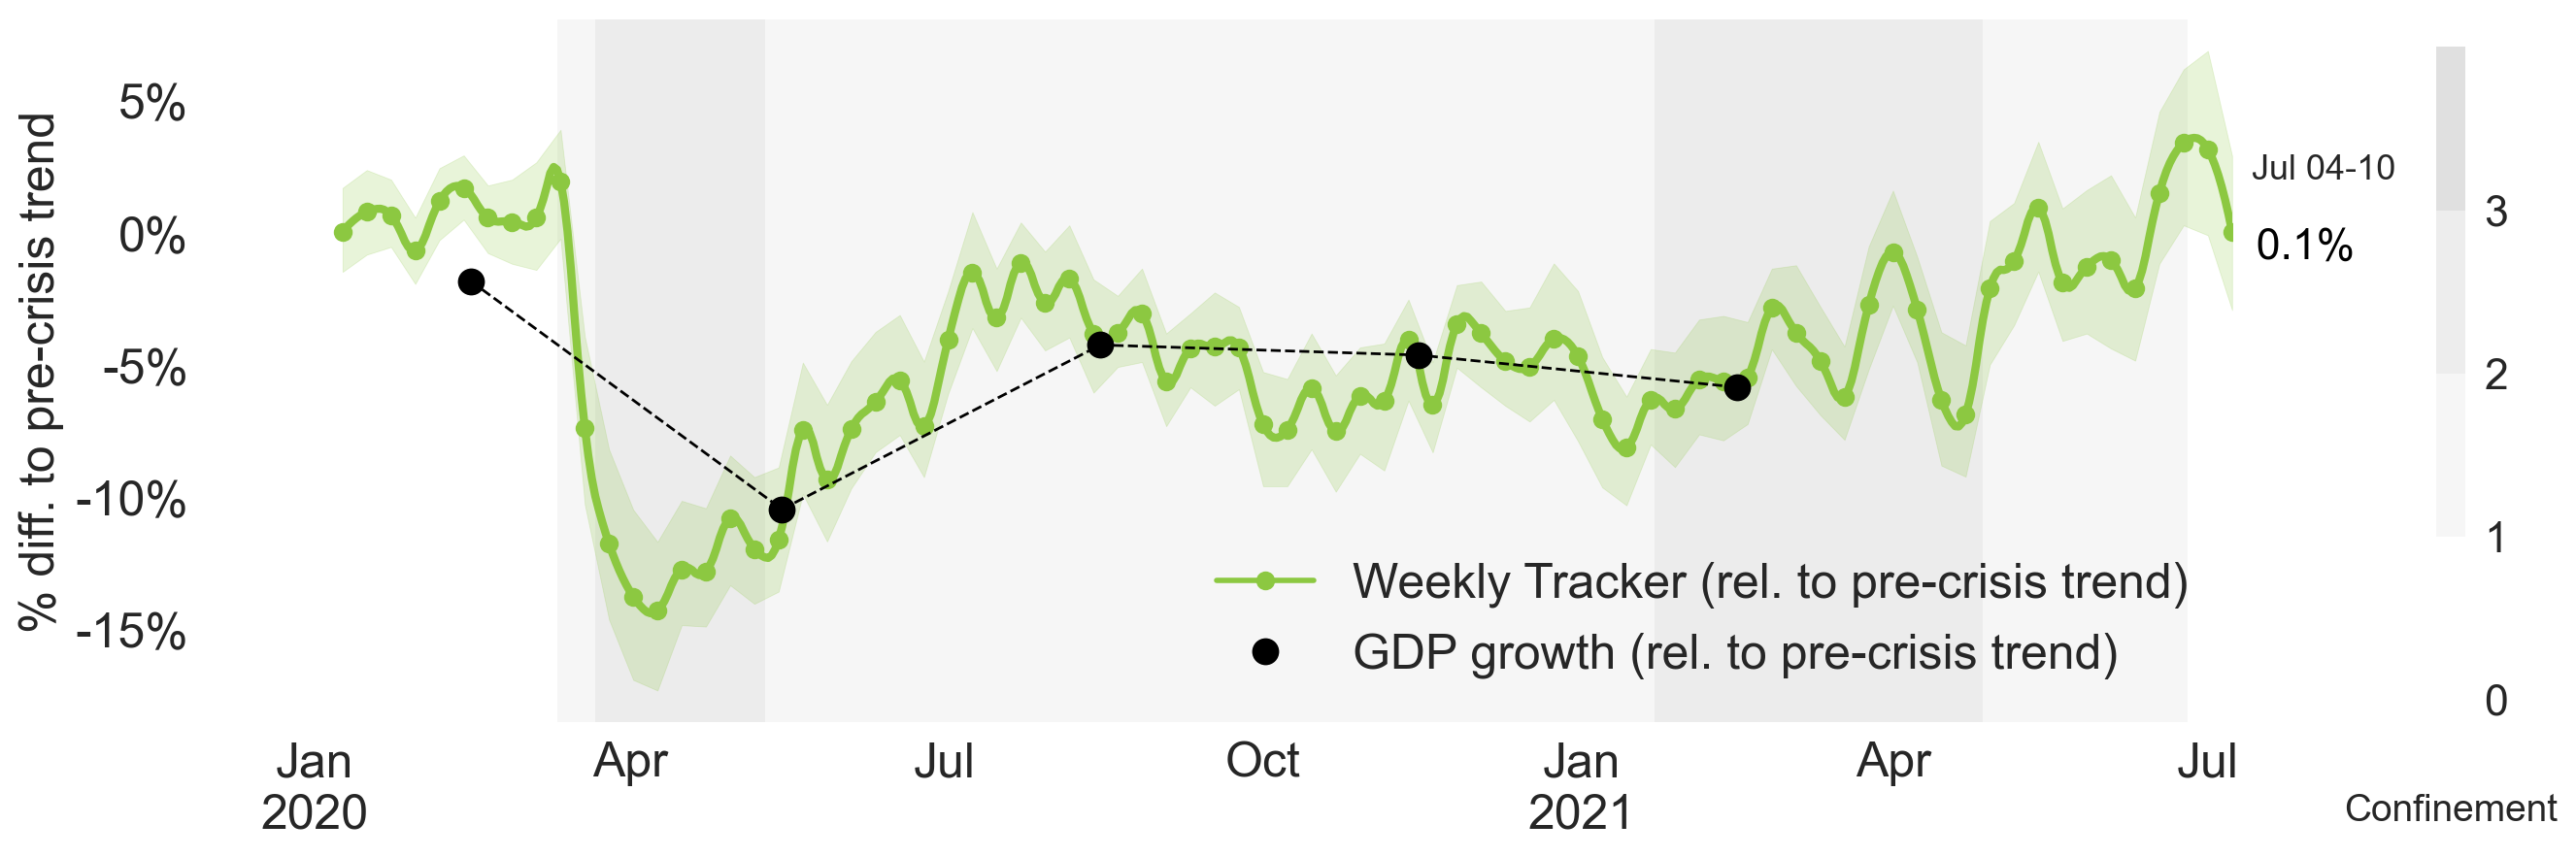 % diff. to pre-crisis trend
5%
0%
-5%
-10%
-15%
Jul 04-10
0.1%
Weekly Tracker (rel. to pre-crisis trend)
GDP growth (rel. to pre-crisis trend)
3
2
1
0
Confinement
Jan
2020
Apr
Jul
Oct
Jan
2021
Apr
Jul